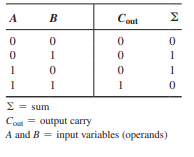 A B Cout Σ
0 0 0 0
0 1 0 1
1 0 0 1
1 1 1 0
Σ = sum
Cout = output carry
A and B = input variables (operands)